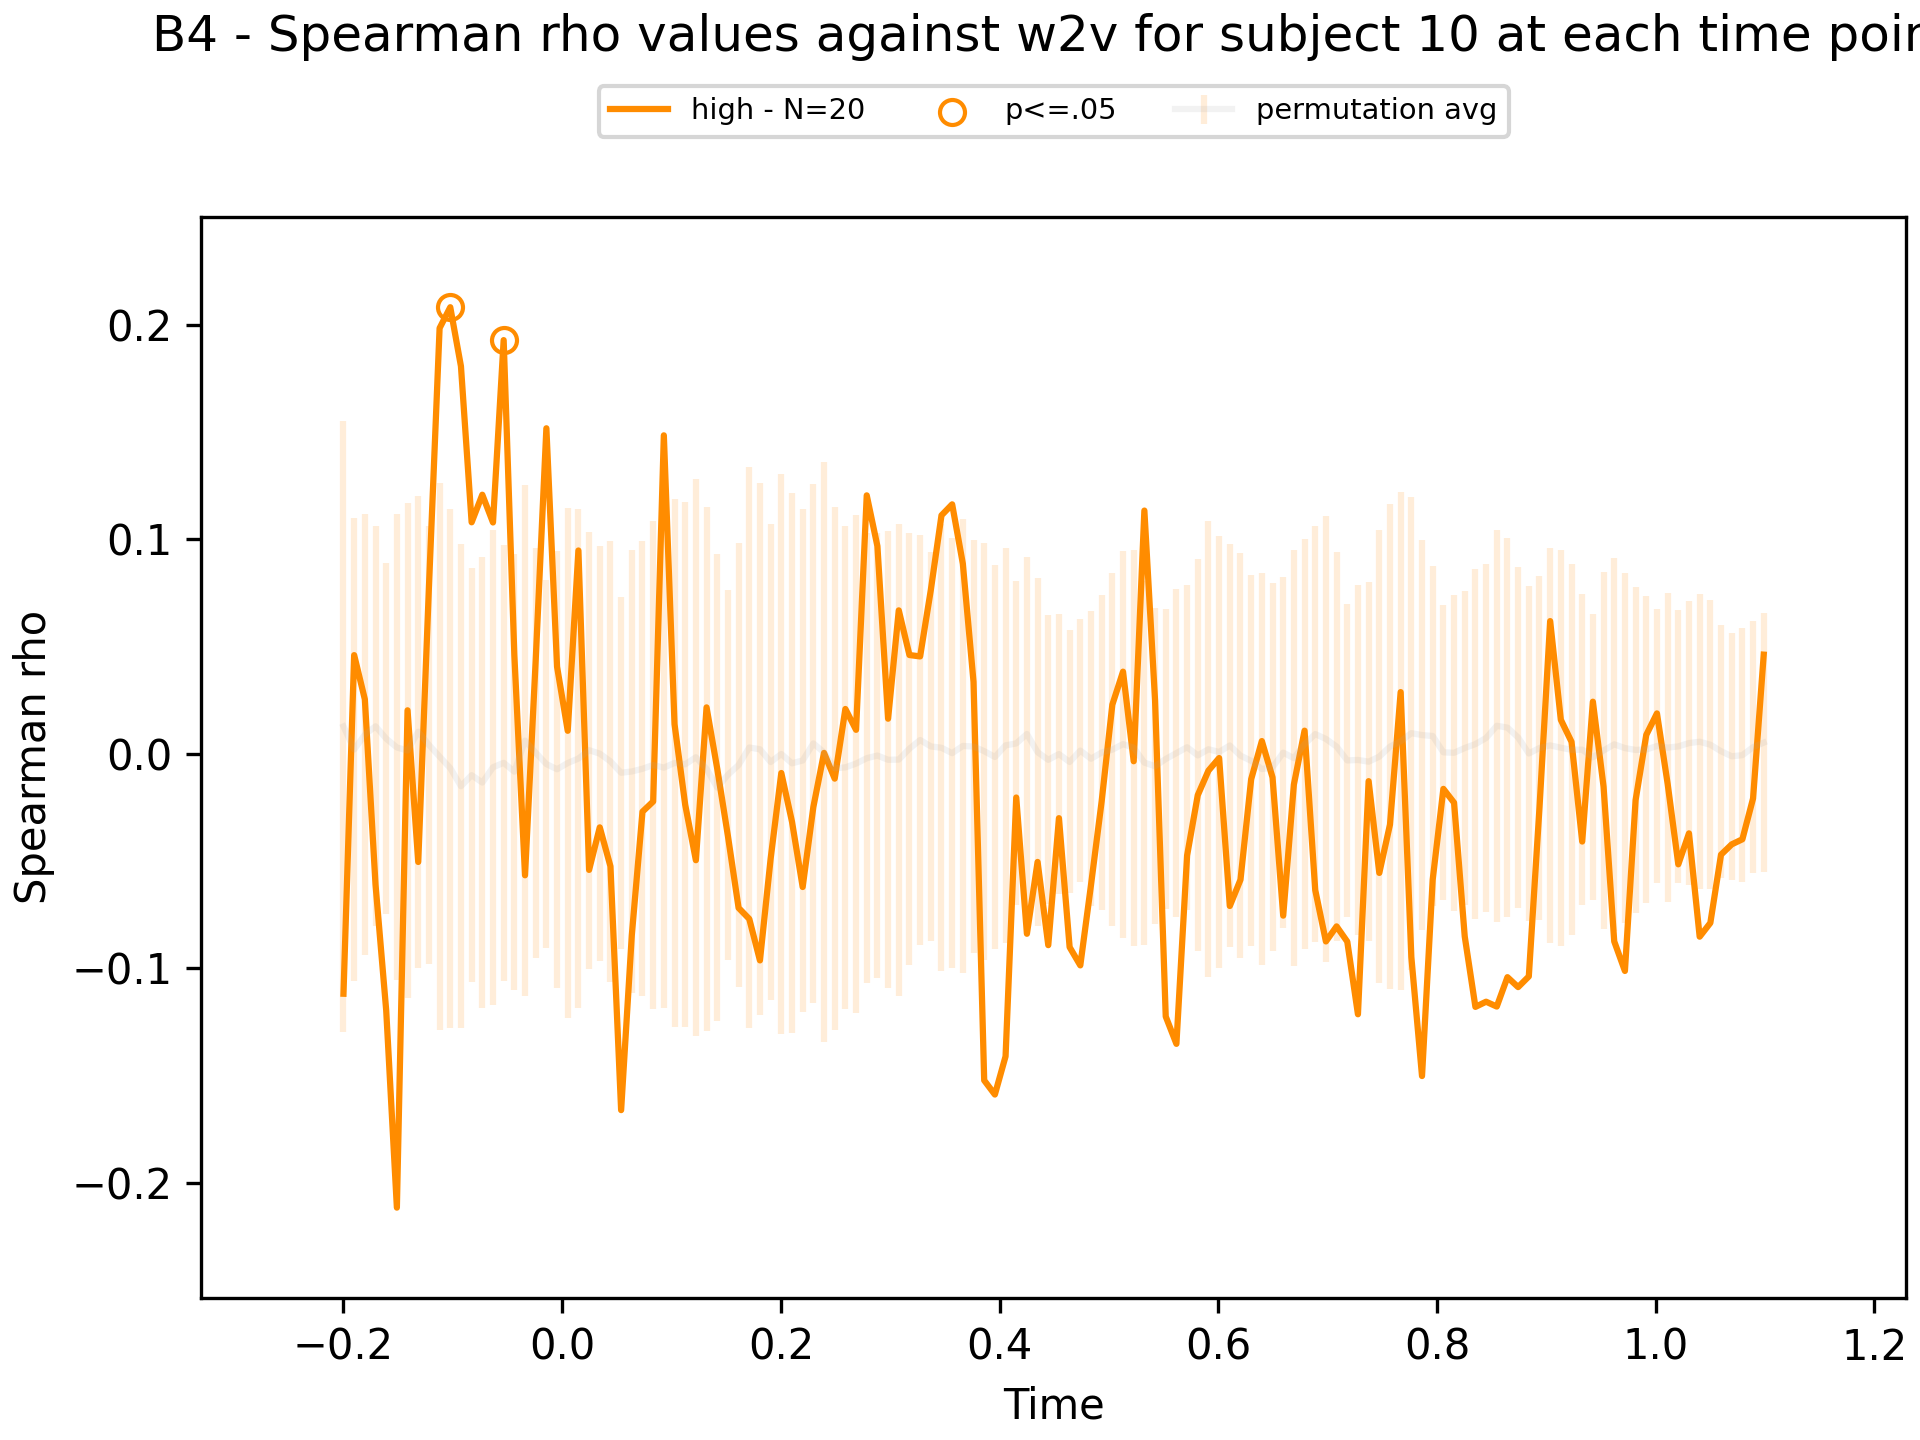 B4 - Spearman rho values against w2v for subject 10 at each time
high - N=20 p<=.05 permutation avg
Spearman rho
0.2
0.1
0.0
−0.1
−0.2
−0.2 0.0 0.2 0.4 0.6 0.8 1.0 1.2
Time